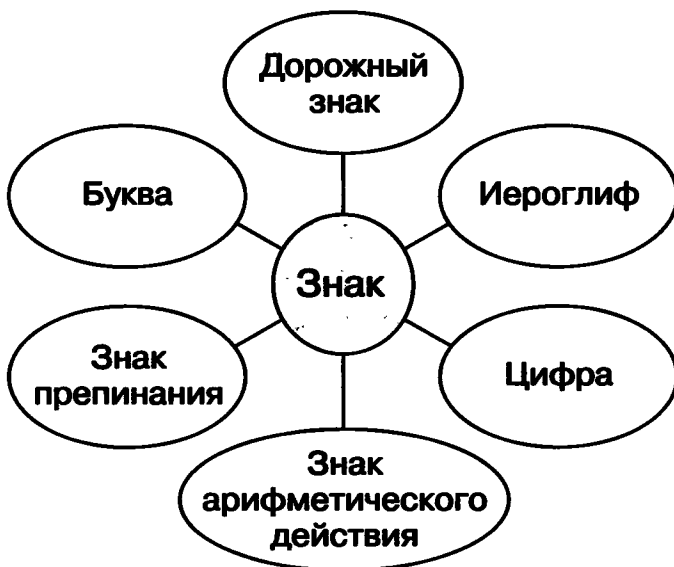 Дорожный
знак
Буква
Иероглиф
Знак
Знак
препинания
Цифра
Знак
арифметического
действия